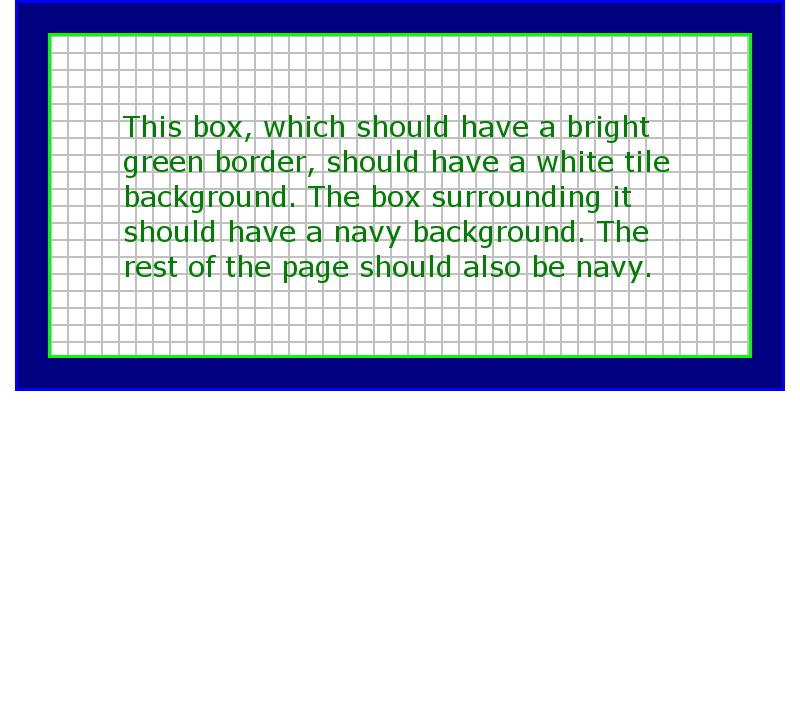 This box, which should have a bright
green border, should have a white tile
background. The box surrounding it
should have a navy background. The
rest of the page should also be navy.